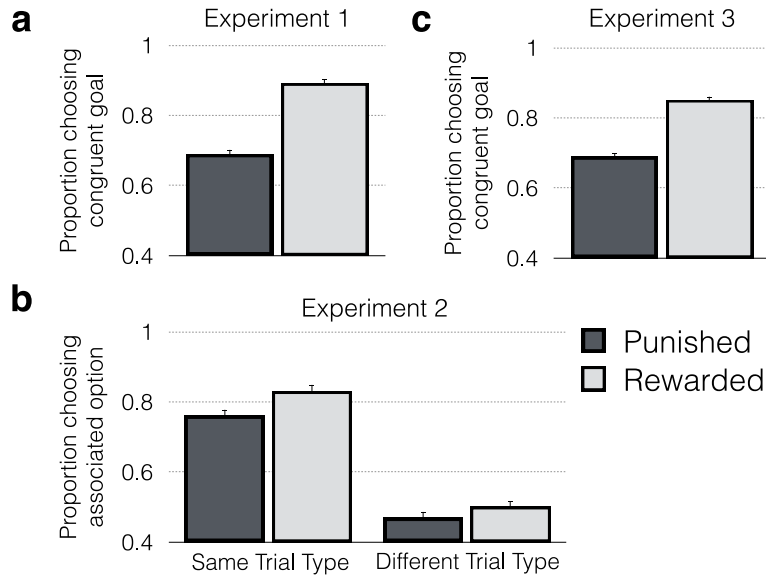 a
Experiment 1
Proportion choosing
congruent goal
1
0.8
0.6
0.4
c
Experiment 3
Proportion choosing
congruent goal
1
0.8
0.6
0.4
b
Experiment 2
Proportion choosing
associated option
1
0.8
0.6
0.4
Same Trial Type
Different Trial Type
Punished
Rewarded